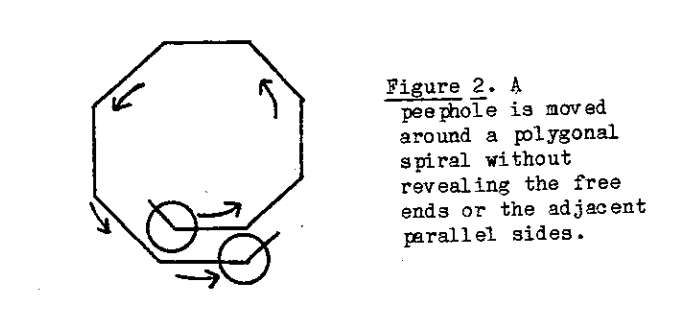 Figure 2. A
peephole is moved
around a polygonal
spiral without
revealing the free
ends or the adjacent
parallel sides.